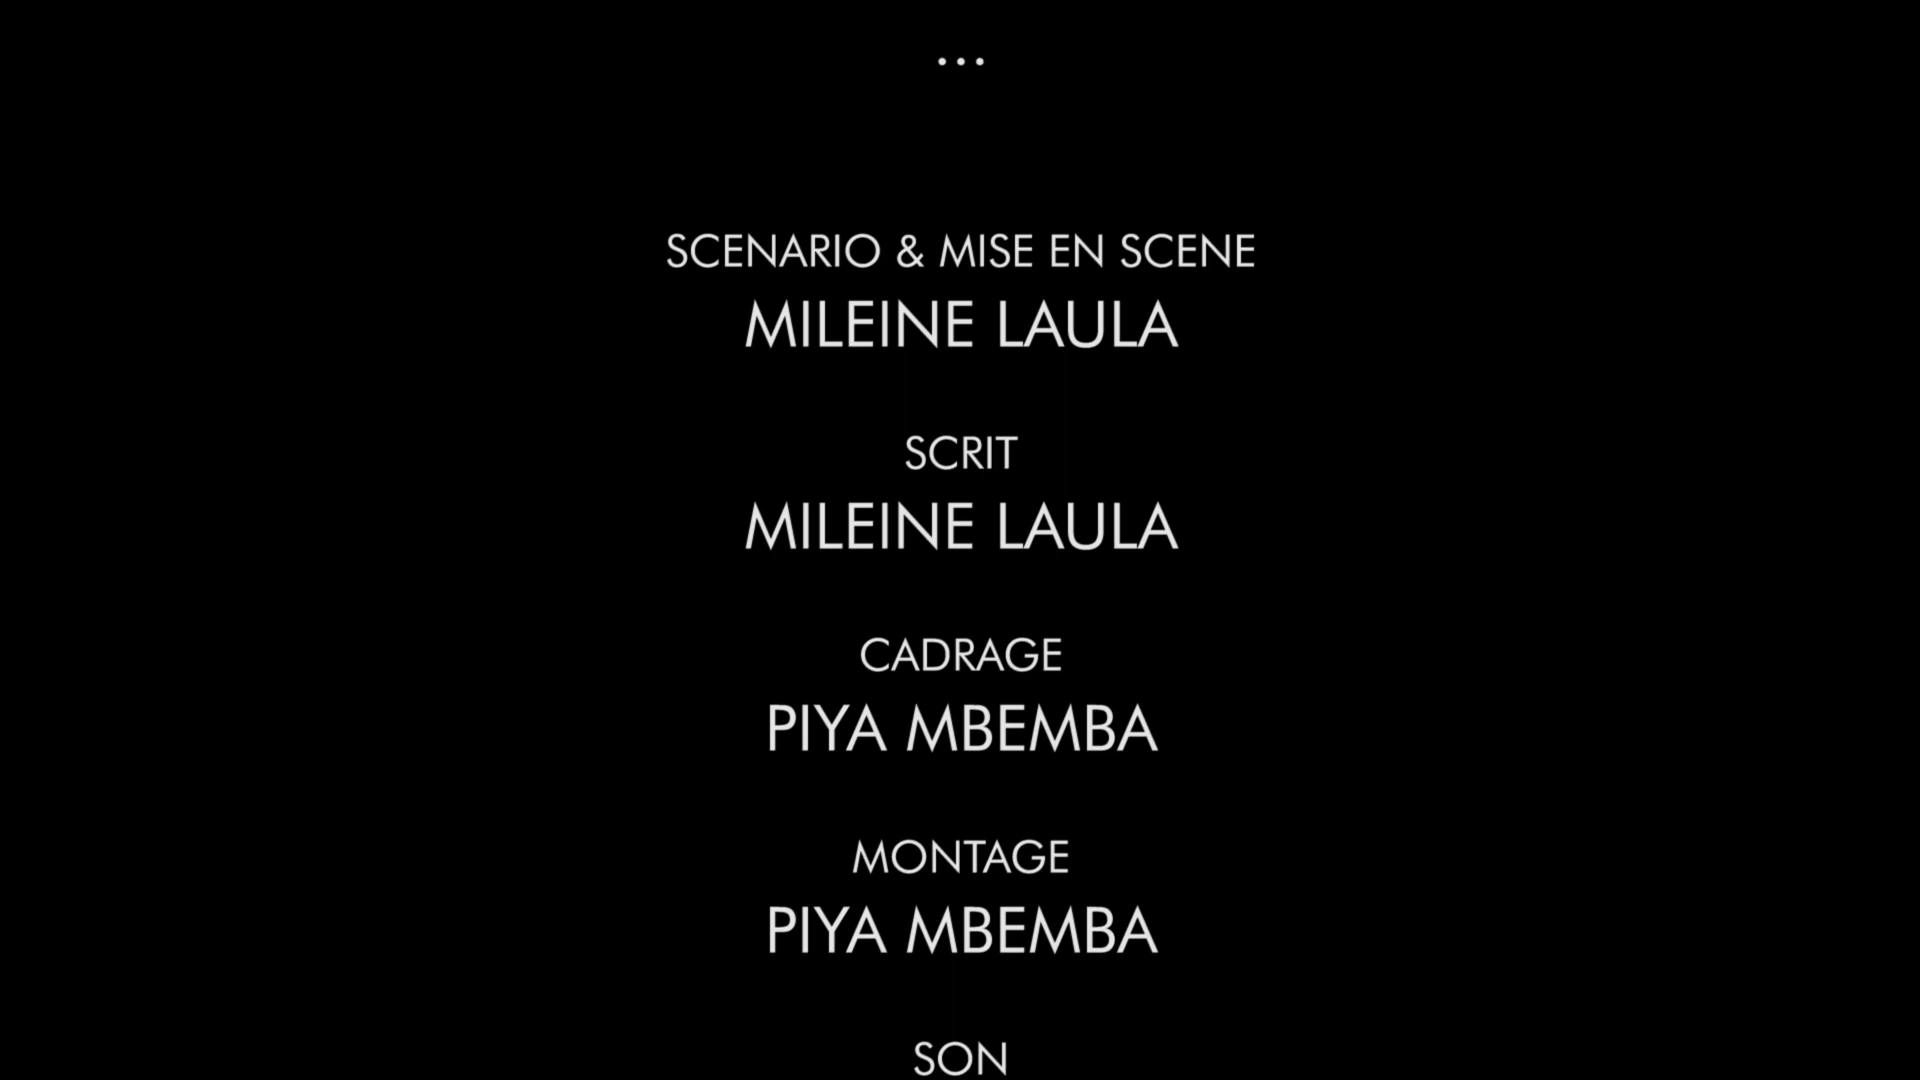 ...
SCENARIO & MISE EN SCENE
MILEINE LAULA
SCRIT
MILEINE LAULA
CADRAGE
PIYA MBEMBA
MONTAGE
PIYA MBEMBA
SON